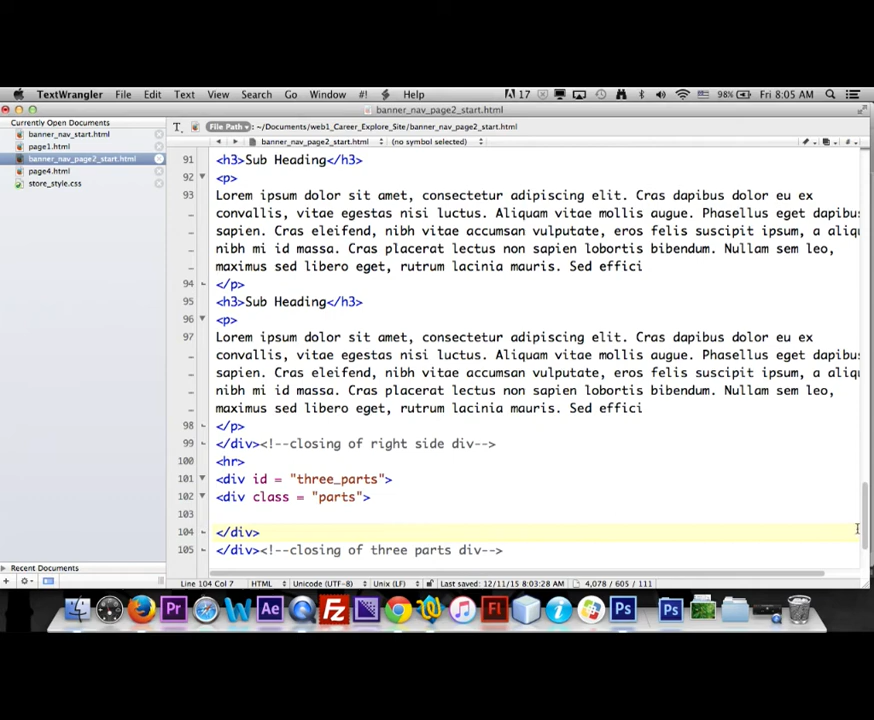 TextWrangler File Edit Text View Search Go Window #! Help 17 98% Fri 8:05 AM
banner_nav_page2_start.html
Currently Open Documents
banner_nav_start.html
page1.html
banner_nav_page2_start.html
page4.html
store_style.css
File Path ~/Documents/web1_Career_Explore_Site/banner_nav_page2_start.html
banner_nav_page2_start.html (no symbol selected)
91 <h3>Sub Heading</h3>
92 <p>
93 Lorem ipsum dolor sit amet, consectetur adipiscing elit. Cras dapibus dolor eu ex
convallis, vitae egestas nisi luctus. Aliquam vitae mollis augue. Phasellus eget dapibus
sapien. Cras eleifend, nibh vitae accumsan vulputate, eros felis suscipit ipsum, a aliq
nibh mi id massa. Cras placerat lectus non sapien lobortis bibendum. Nullam sem leo,
maximus sed libero eget, rutrum lacinia mauris. Sed effici
94 </p>
95 <h3>Sub Heading</h3>
96 <p>
97 Lorem ipsum dolor sit amet, consectetur adipiscing elit. Cras dapibus dolor eu ex
convallis, vitae egestas nisi luctus. Aliquam vitae mollis augue. Phasellus eget dapibus
sapien. Cras eleifend, nibh vitae accumsan vulputate, eros felis suscipit ipsum, a aliq
nibh mi id massa. Cras placerat lectus non sapien lobortis bibendum. Nullam sem leo,
maximus sed libero eget, rutrum lacinia mauris. Sed effici
98 </p>
99 </div><!--closing of right side div-->
100 <hr>
101 <div id = "three_parts">
102 <div class = "parts">
103
104 </div>
105 </div><!--closing of three parts div-->
Recent Documents
Line 104 Col 7 HTML Unicode (UTF-8) Unix (LF) Last saved: 12/11/15 8:03:28 AM 4,078 / 605 / 111
Pr W Ae Fz Fl i Ps Ps